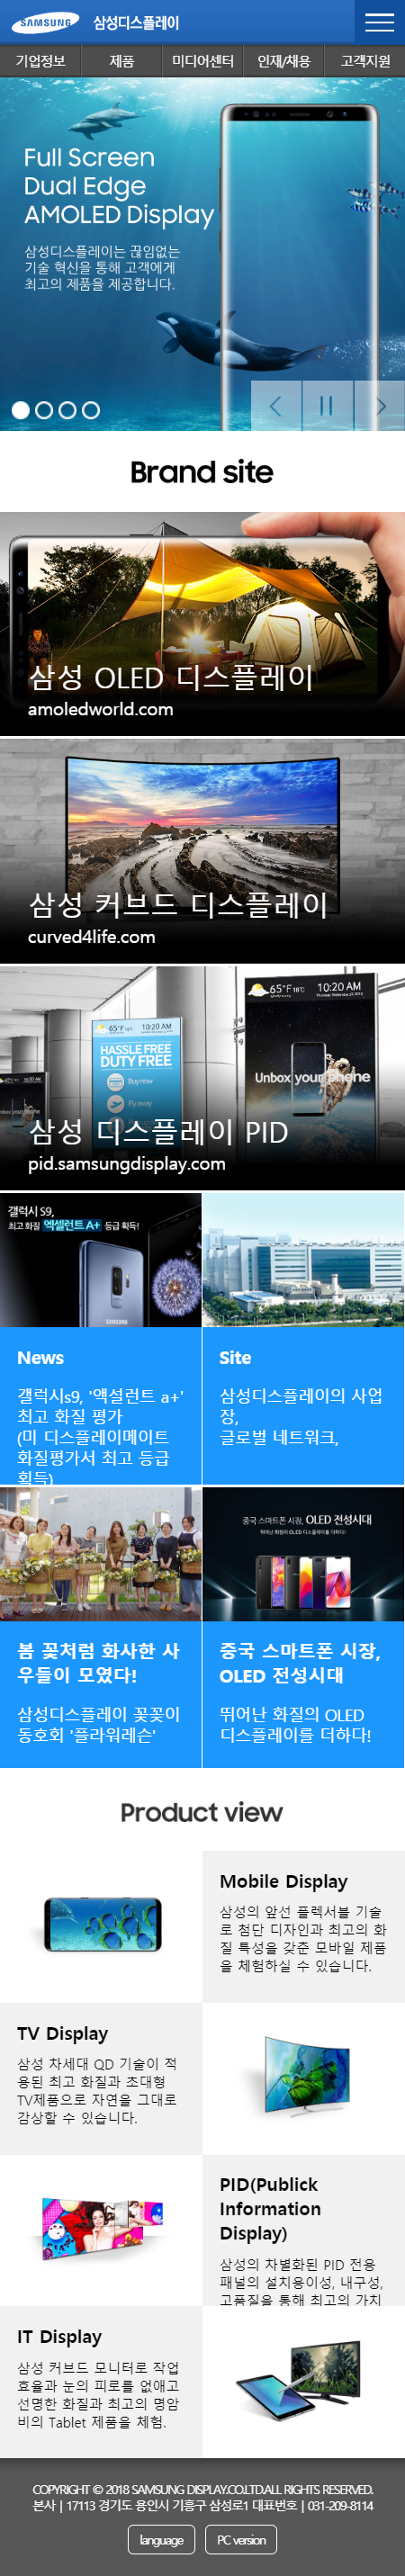 SAMSUNG 삼성디스플레이
기업정보 제품 미디어센터 인재/채용 고객지원
Full Screen
Dual Edge
AMOLED Display
삼성디스플레이는 끊임없는
기술 혁신을 통해 고객에게
최고의 제품을 제공합니다.
Brand site
삼성 OLED 디스플레이
amoledworld.com
삼성 커브드 디스플레이
curved4life.com
65°F 18°C 10:20 AM
65°F 10:20 AM
HASSLE FREE
DUTY FREE
Buy now
Fly away
Unbox your phone
삼성 디스플레이 PID
pid.samsungdisplay.com
갤럭시 S9,
최고 화질 엑셀런트 A+ 등급 획득!
SAMSUNG
News
갤럭시s9, '액설런트 a+'
최고 화질 평가
(미 디스플레이메이트
화질평가서 최고 등급
획득)
Site
삼성디스플레이의 사업
장,
글로벌 네트워크,
중국 스마트폰 시장, OLED 전성시대
뛰어난 화질의 OLED 디스플레이를 더하다!
봄 꽃처럼 화사한 사
우들이 모였다!
삼성디스플레이 꽃꽂이
동호회 '플라워레슨'
중국 스마트폰 시장,
OLED 전성시대
뛰어난 화질의 OLED
디스플레이를 더하다!
Product view
Mobile Display
삼성의 앞선 플렉서블 기술
로 첨단 디자인과 최고의 화
질 특성을 갖춘 모바일 제품
을 체험하실 수 있습니다.
TV Display
삼성 차세대 QD 기술이 적
용된 최고 화질과 초대형
TV제품으로 자연을 그대로
감상할 수 있습니다.
PID(Publick
Information
Display)
삼성의 차별화된 PID 전용
패널의 설치용이성, 내구성,
고품질을 통해 최고의 가치
IT Display
삼성 커브드 모니터로 작업
효율과 눈의 피로를 없애고
선명한 화질과 최고의 명암
비의 Tablet 제품을 체험.
COPYRIGHT © 2018 SAMSUNG DISPLAY.CO.LTD.ALL RIGHTS RESERVED.
본사 | 17113 경기도 용인시 기흥구 삼성로1 대표번호 | 031-209-8114
language PC version